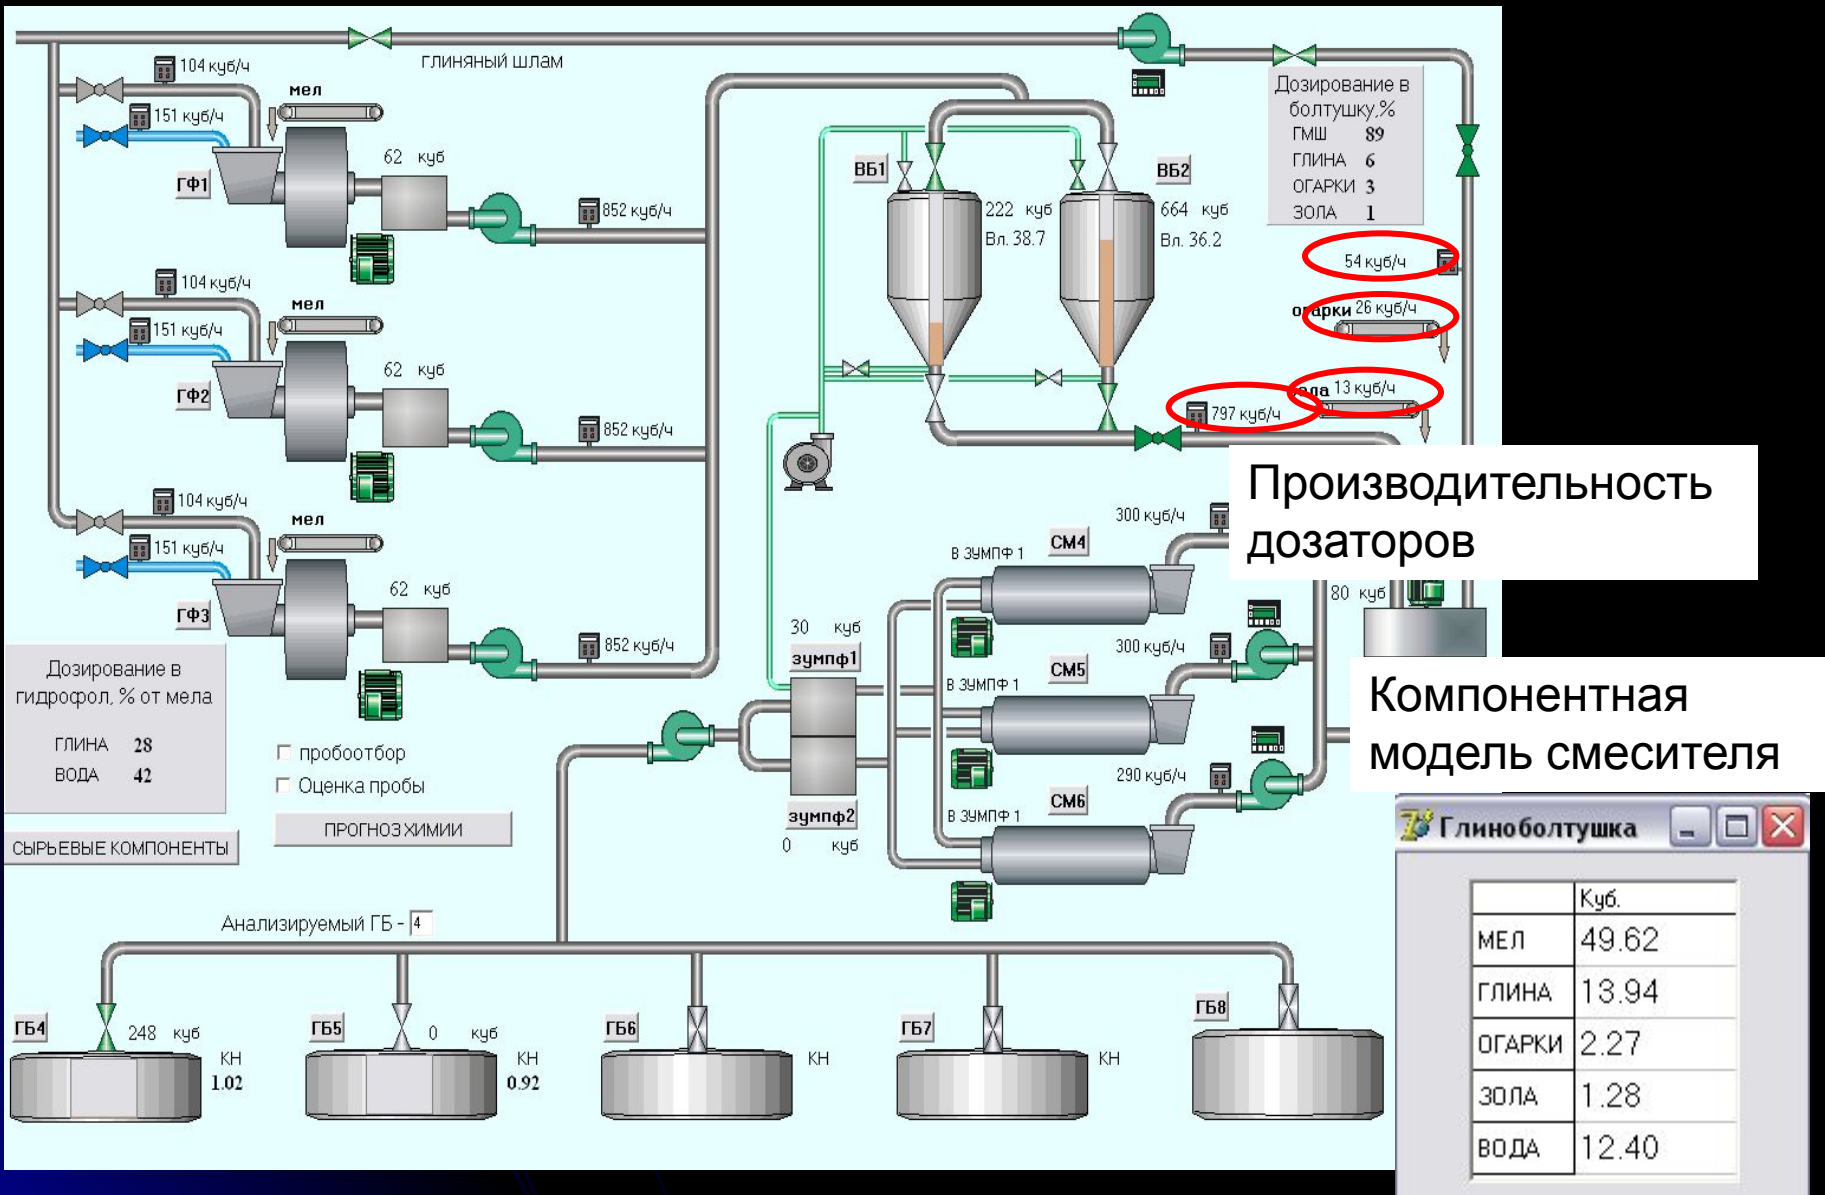 глиняный шлам
104 куб/ч
мел
151 куб/ч
62 куб
ГФ1
852 куб/ч
104 куб/ч
мел
151 куб/ч
62 куб
ГФ2
852 куб/ч
104 куб/ч
мел
151 куб/ч
62 куб
ГФ3
852 куб/ч
ВБ1
ВБ2
222 куб
Вл. 38.7
664 куб
Вл. 36.2
Дозирование в
болтушку,%
ГМШ 89
ГЛИНА 6
ОГАРКИ 3
ЗОЛА 1
54 куб/ч
огарки 26 куб/ч
зола 13 куб/ч
797 куб/ч
Производительность
дозаторов
80 куб
300 куб/ч
СМ4
В ЗУМПФ 1
300 куб/ч
СМ5
В ЗУМПФ 1
290 куб/ч
СМ6
В ЗУМПФ 1
30 куб
зумпф1
зумпф2
0 куб
Компонентная
модель смесителя
Дозирование в
гидрофол, % от мела
ГЛИНА 28
ВОДА 42
пробоотбор
Оценка пробы
ПРОГНОЗ ХИМИИ
СЫРЬЕВЫЕ КОМПОНЕНТЫ
Анализируемый ГБ - 4
ГБ4
248 куб
КН
1.02
ГБ5
0 куб
КН
0.92
ГБ6
КН
ГБ7
КН
ГБ8
Глиноболтушка
Куб.
МЕЛ 49.62
ГЛИНА 13.94
ОГАРКИ 2.27
ЗОЛА 1.28
ВОДА 12.40